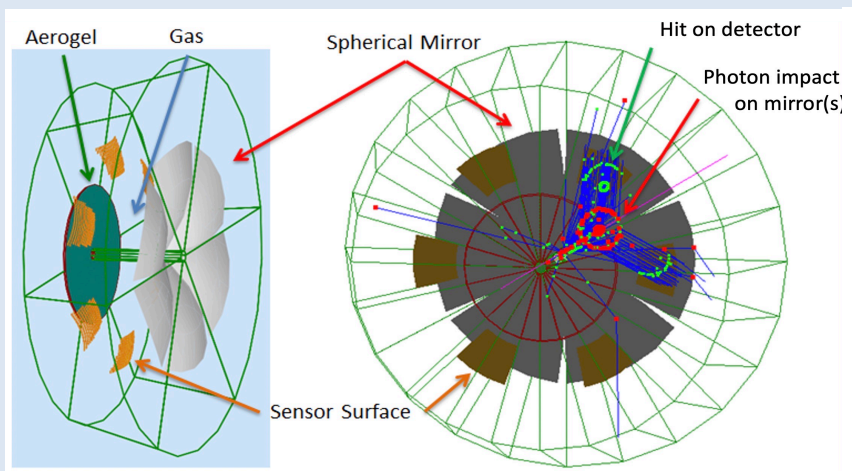 Aerogel
Gas
Spherical Mirror
Hit on detector
Photon impact
on mirror(s)
Sensor Surface